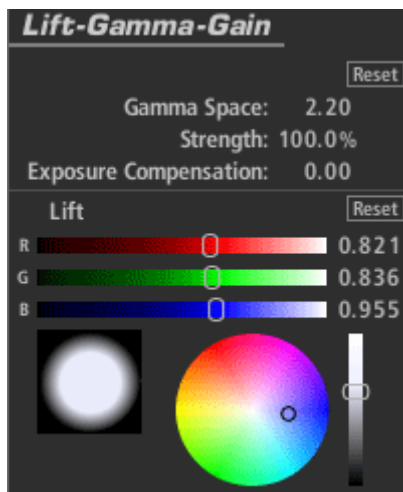 Lift-Gamma-Gain
Reset
Gamma Space: 2.20
Strength: 100.0%
Exposure Compensation: 0.00
Lift Reset
R 0.821
G 0.836
B 0.955